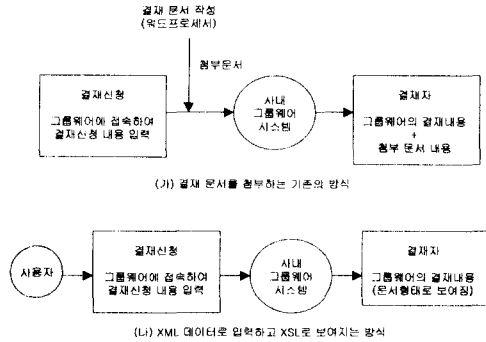 결재 문서 작성
(워드프로세서)
첨부문서
결재신청
그룹웨어에 접속하여
결재신청 내용 입력
사내
그룹웨어
시스템
결재자
그룹웨어의 결재내용
+
첨부 문서 내용
(가) 결재 문서를 첨부하는 기존의 방식
사용자
결재신청
그룹웨어에 접속하여
결재신청 내용 입력
사내
그룹웨어
시스템
결재자
그룹웨어의 결재내용
(문서형태로 보여짐)
(나) XML 데이터로 입력하고 XSL로 보여지는 방식